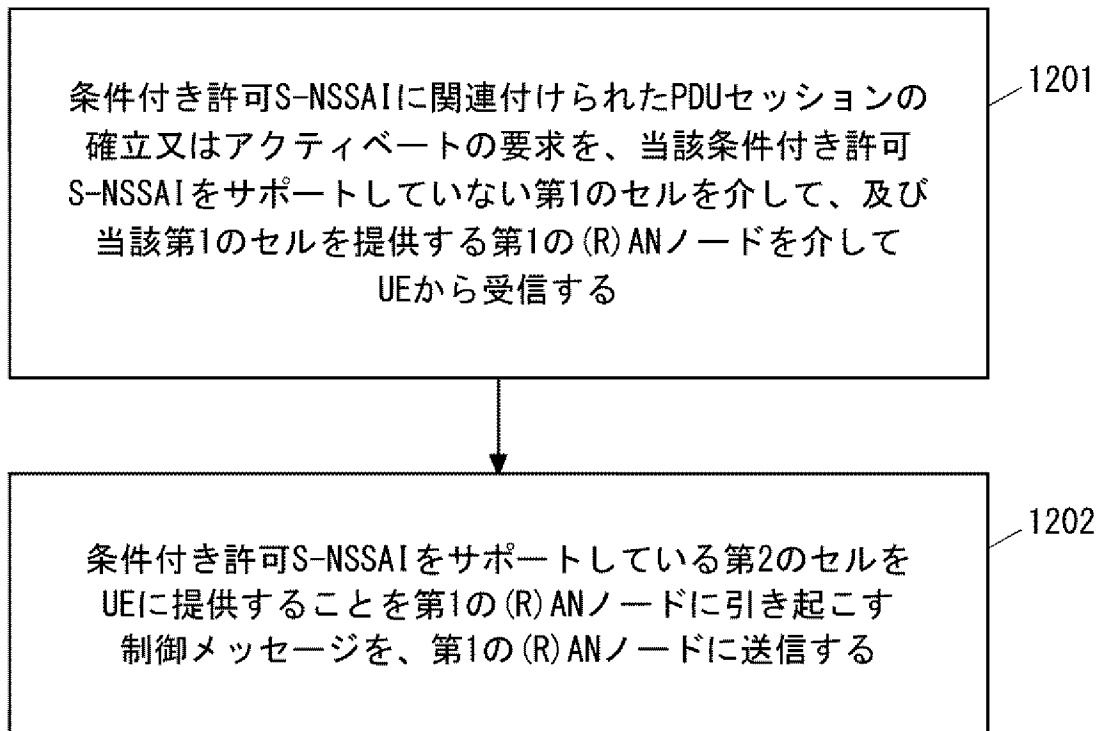 条件付き許可S-NSSAIに関連付けられたPDUセッションの
確立又はアクティベートの要求を、当該条件付き許可
S-NSSAIをサポートしていない第1のセルを介して、及び
当該第1のセルを提供する第1の(R)ANノードを介して
UEから受信する
1201
条件付き許可S-NSSAIをサポートしている第2のセルを
UEに提供することを第1の(R)ANノードに引き起こす
制御メッセージを、第1の(R)ANノードに送信する
1202